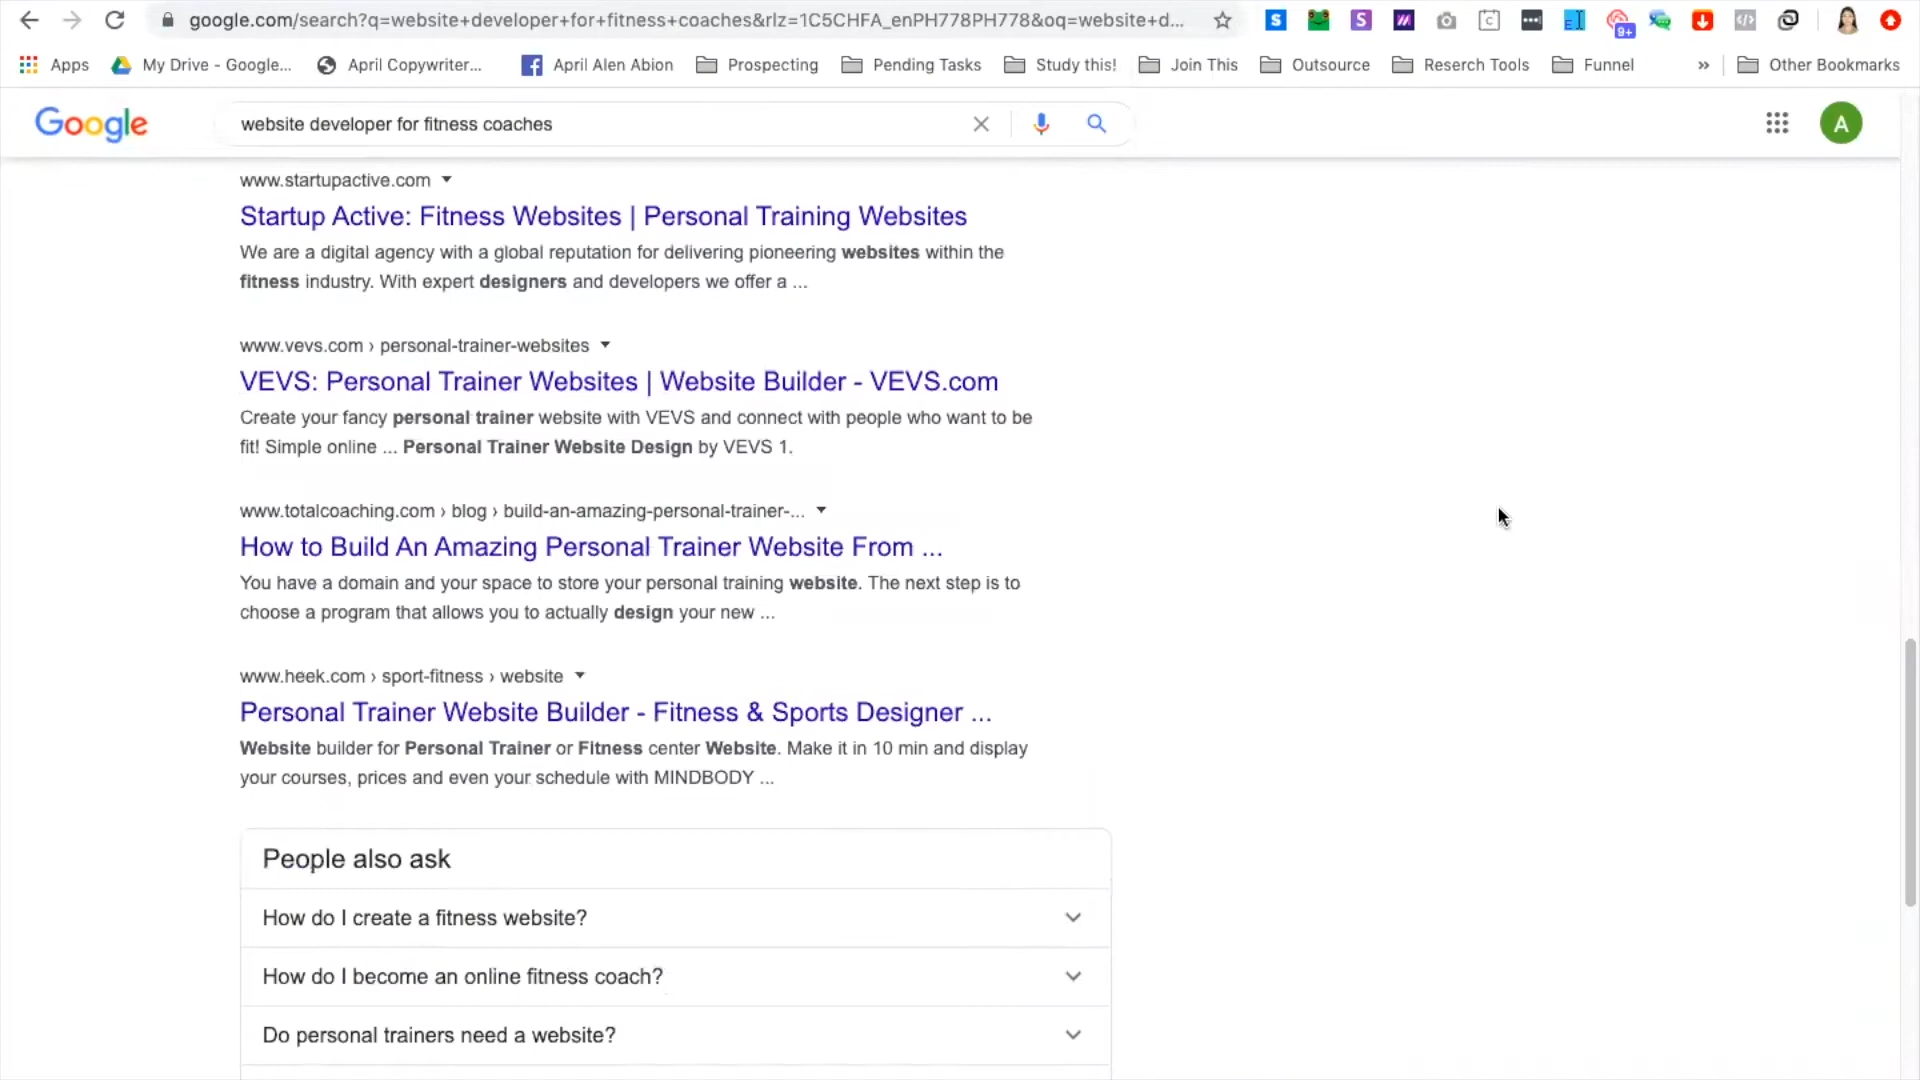 google.com/search?q=website+developer+for+fitness+coaches&rlz=1C5CHFA_enPH778PH778&oq=website+d...
9+
Apps
My Drive - Google...
April Copywriter...
April Alen Abion
Prospecting
Pending Tasks
Study this!
Join This
Outsource
Reserch Tools
Funnel
»
Other Bookmarks
Google
website developer for fitness coaches
A
www.startupactive.com
Startup Active: Fitness Websites | Personal Training Websites
We are a digital agency with a global reputation for delivering pioneering websites within the
fitness industry. With expert designers and developers we offer a ...
www.vevs.com › personal-trainer-websites
VEVS: Personal Trainer Websites | Website Builder - VEVS.com
Create your fancy personal trainer website with VEVS and connect with people who want to be
fit! Simple online ... Personal Trainer Website Design by VEVS 1.
www.totalcoaching.com › blog › build-an-amazing-personal-trainer-...
How to Build An Amazing Personal Trainer Website From ...
You have a domain and your space to store your personal training website. The next step is to
choose a program that allows you to actually design your new ...
www.heek.com › sport-fitness › website
Personal Trainer Website Builder - Fitness & Sports Designer ...
Website builder for Personal Trainer or Fitness center Website. Make it in 10 min and display
your courses, prices and even your schedule with MINDBODY ...
People also ask
How do I create a fitness website?
How do I become an online fitness coach?
Do personal trainers need a website?